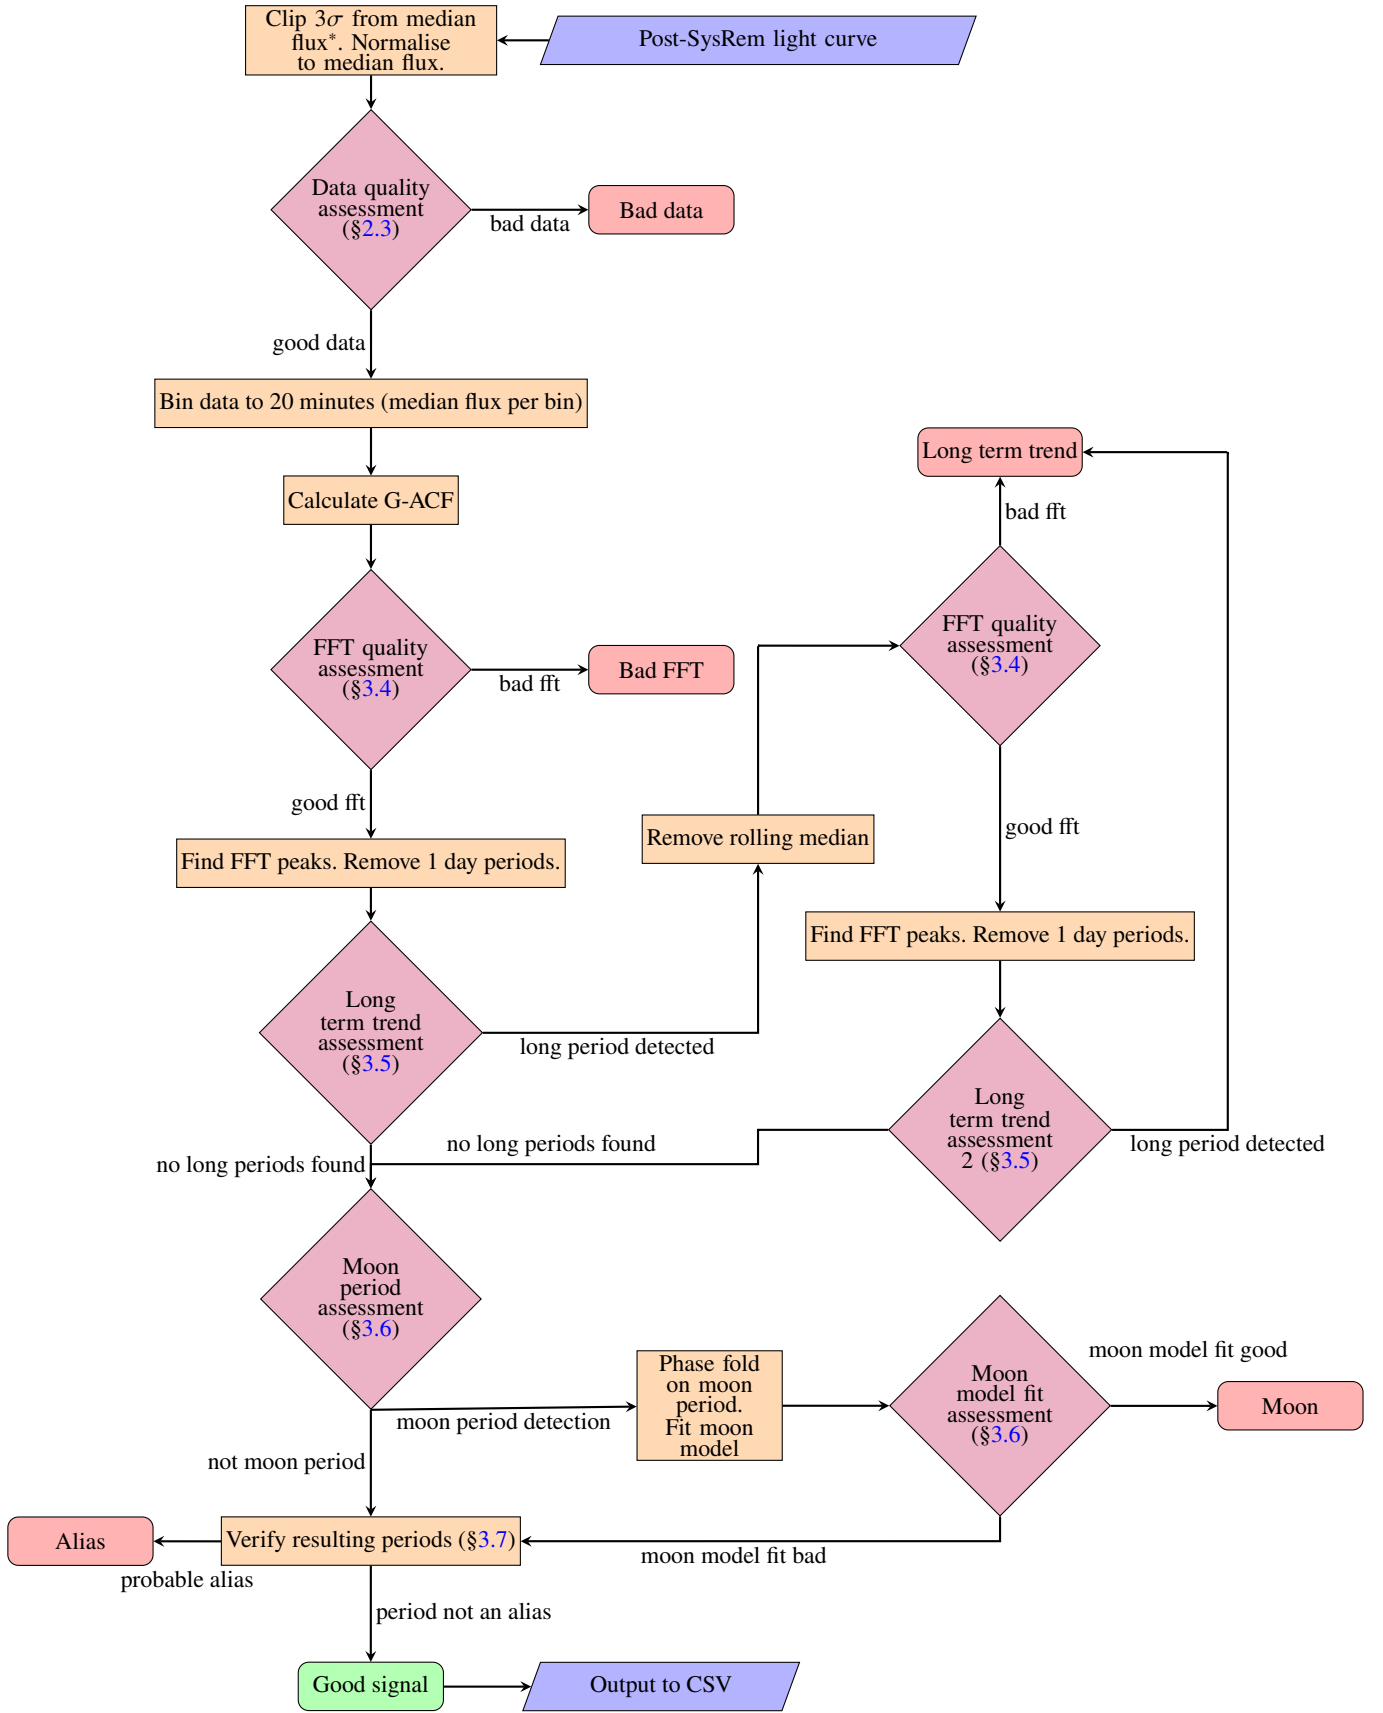 Clip 3σ from median
flux*. Normalise
to median flux.
Post-SysRem light curve
Data quality
assessment
(§2.3)
bad data
Bad data
good data
Bin data to 20 minutes (median flux per bin)
Calculate G-ACF
FFT quality
assessment
(§3.4)
bad fft
Bad FFT
good fft
Find FFT peaks. Remove 1 day periods.
Long
term trend
assessment
(§3.5)
long period detected
Remove rolling median
Long term trend
bad fft
FFT quality
assessment
(§3.4)
good fft
Find FFT peaks. Remove 1 day periods.
Long
term trend
assessment
2 (§3.5)
long period detected
no long periods found
no long periods found
Moon
period
assessment
(§3.6)
moon period detection
Phase fold
on moon
period.
Fit moon
model
Moon
model fit
assessment
(§3.6)
moon model fit good
Moon
not moon period
moon model fit bad
Verify resulting periods (§3.7)
Alias
probable alias
period not an alias
Good signal
Output to CSV